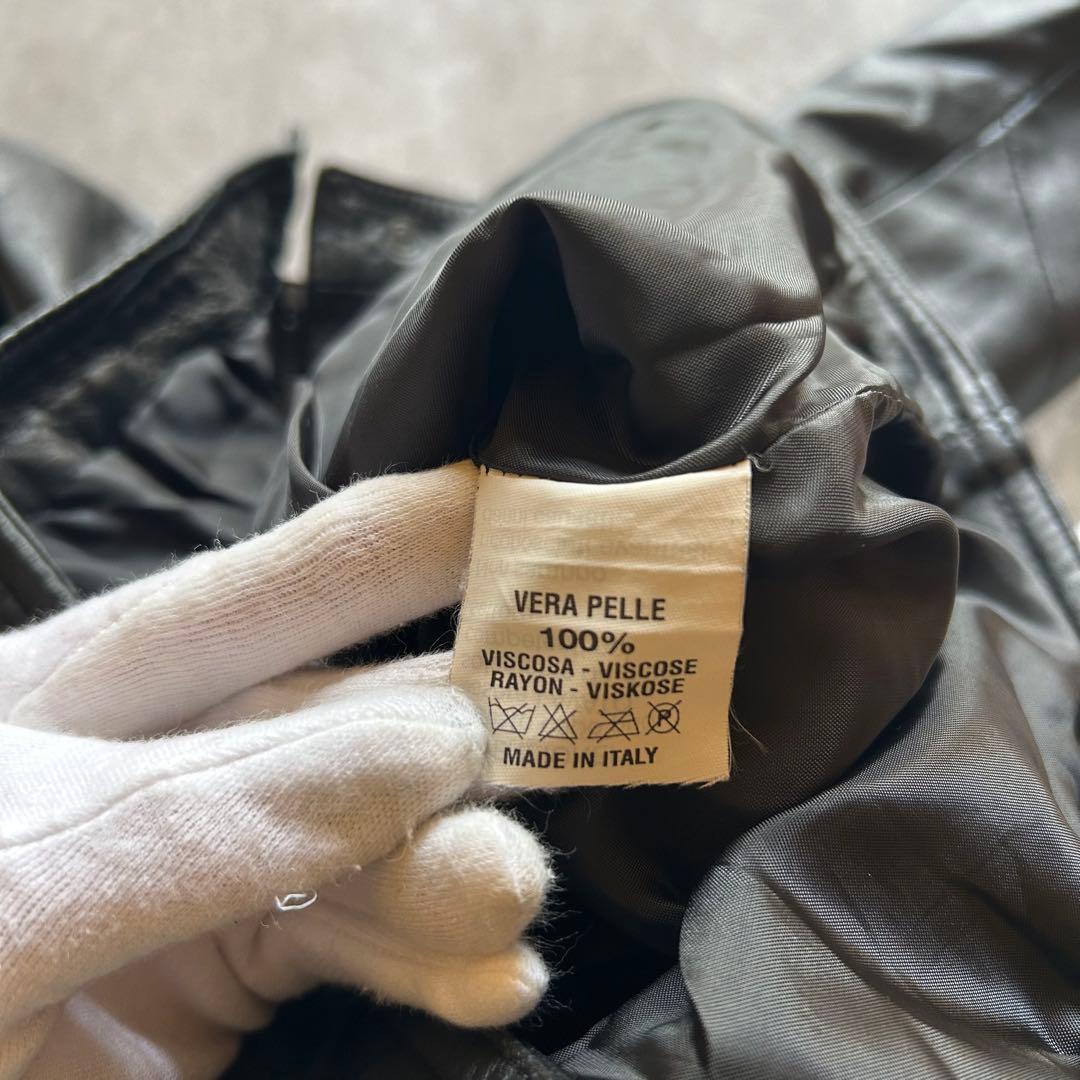 VERA PELLE
100%
VISCOSA - VISCOSE
RAYON - VISKOSE
P
MADE IN ITALY